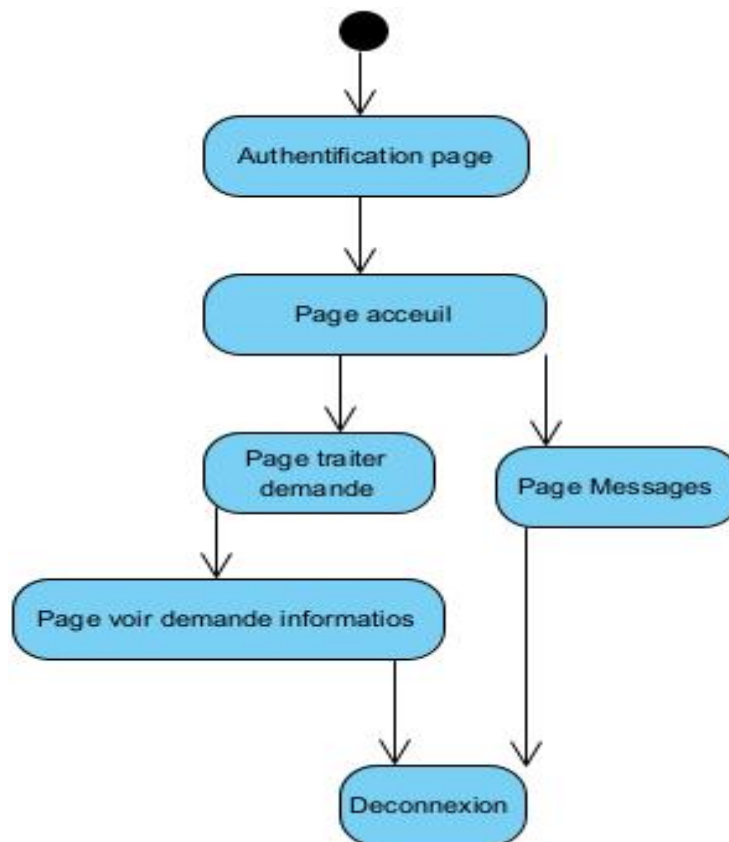 Authentification page
Page acceuil
Page traiter
demande
Page Messages
Page voir demande informatios
Deconnexion